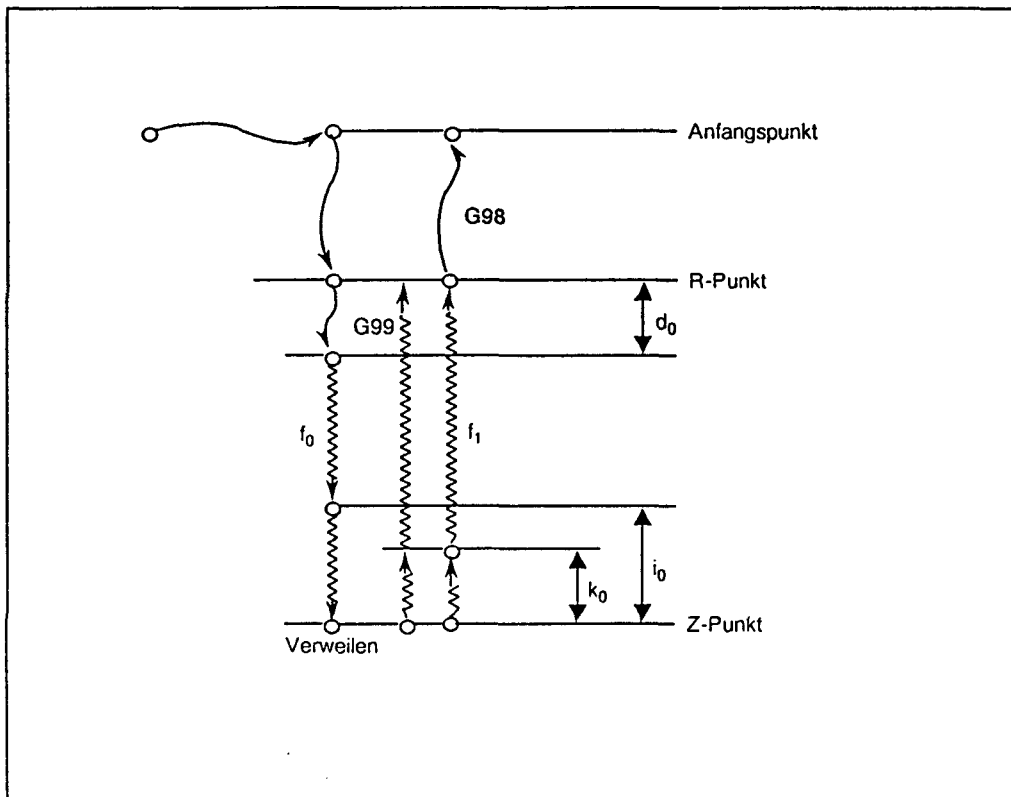 Anfangspunkt
G98
R-Punkt
d0
G99
f0
f1
i0
k0
Z-Punkt
Verweilen